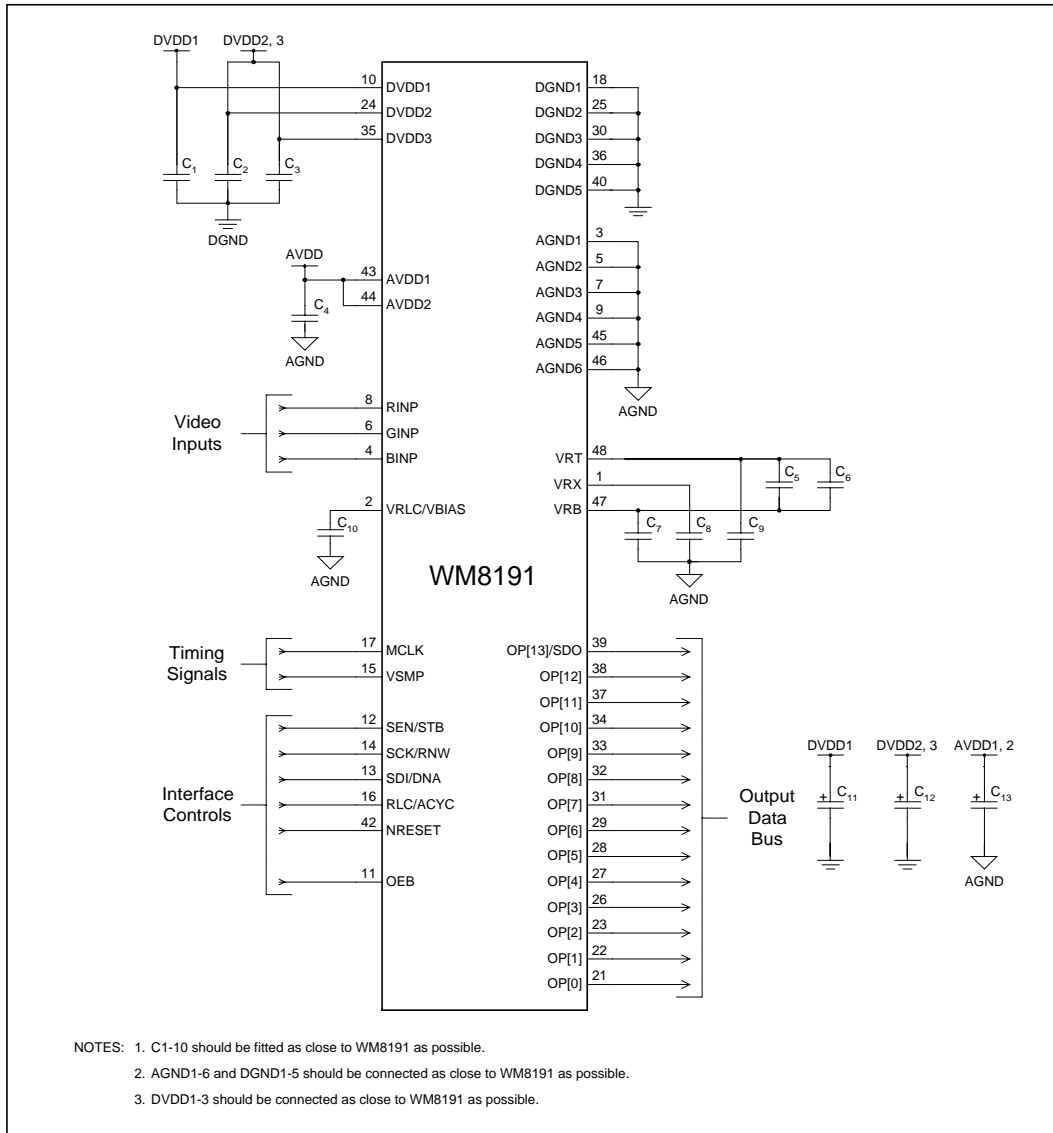 DVDD1 DVDD2, 3
10 DVDD1
24 DVDD2
35 DVDD3
C1 C2 C3
DGND
AVDD
43 AVDD1
44 AVDD2
C4
AGND
Video
Inputs
8 RINP
6 GINP
4 BINP
2 VRLC/VBIAS
C10
AGND
WM8191
Timing
Signals
17 MCLK
15 VSMP
Interface
Controls
12 SEN/STB
14 SCK/RNW
13 SDI/DNA
16 RLC/ACYC
42 NRESET
11 OEB
DGND1 18
DGND2 25
DGND3 30
DGND4 36
DGND5 40
AGND1 3
AGND2 5
AGND3 7
AGND4 9
AGND5 45
AGND6 46
AGND
VRT 48
VRX 1
VRB 47
C5 C6
C7 C8 C9
AGND
OP[13]/SDO 39
OP[12] 38
OP[11] 37
OP[10] 34
OP[9] 33
OP[8] 32
OP[7] 31
OP[6] 29
OP[5] 28
OP[4] 27
OP[3] 26
OP[2] 23
OP[1] 22
OP[0] 21
Output
Data
Bus
DVDD1 DVDD2, 3 AVDD1, 2
+ C11 + C12 + C13
AGND
NOTES: 1. C1-10 should be fitted as close to WM8191 as possible.
2. AGND1-6 and DGND1-5 should be connected as close to WM8191 as possible.
3. DVDD1-3 should be connected as close to WM8191 as possible.